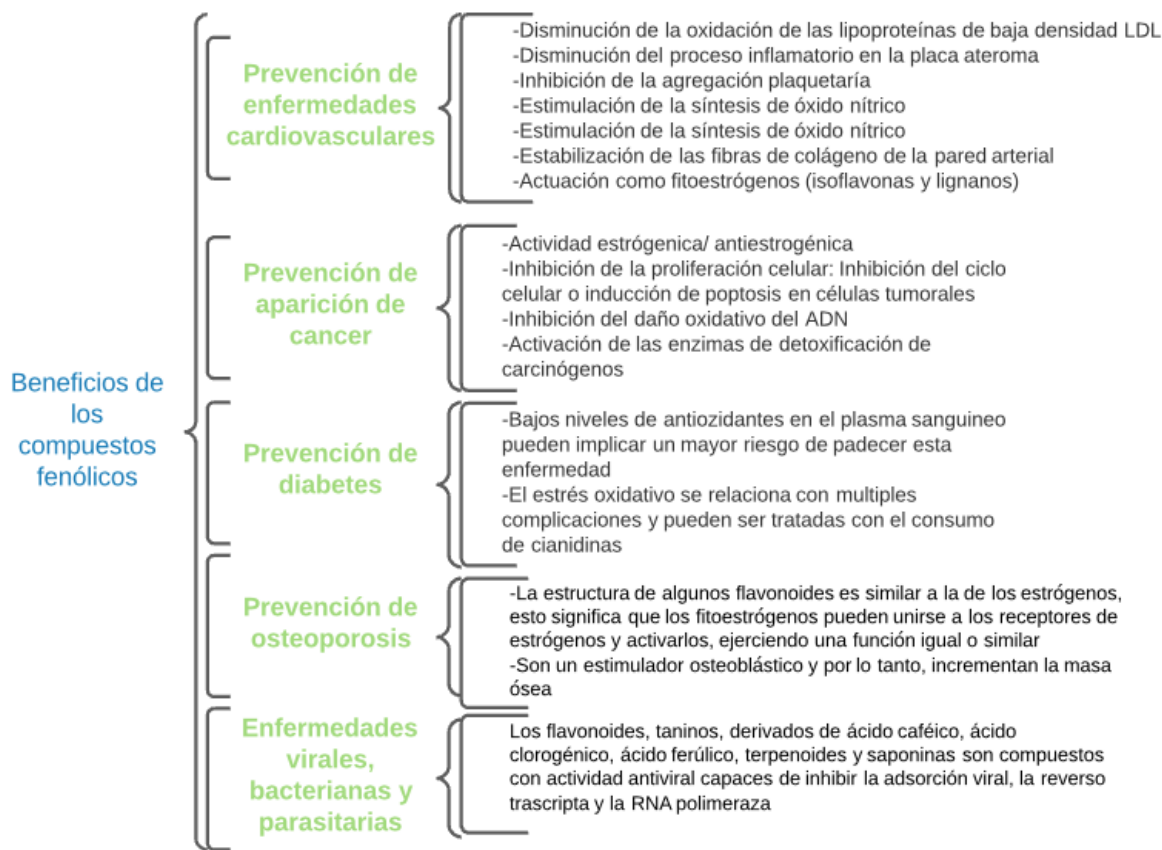 Beneficios de
los
compuestos
fenólicos
Prevención de
enfermedades
cardiovasculares
-Disminución de la oxidación de las lipoproteínas de baja densidad LDL
-Disminución del proceso inflamatorio en la placa ateroma
-Inhibición de la agregación plaquetaría
-Estimulación de la síntesis de óxido nítrico
-Estimulación de la síntesis de óxido nítrico
-Estabilización de las fibras de colágeno de la pared arterial
-Actuación como fitoestrógenos (isoflavonas y lignanos)
Prevención de
aparición de
cancer
-Actividad estrógenica/ antiestrogénica
-Inhibición de la proliferación celular: Inhibición del ciclo
celular o inducción de poptosis en células tumorales
-Inhibición del daño oxidativo del ADN
-Activación de las enzimas de detoxificación de
carcinógenos
Prevención de
diabetes
-Bajos niveles de antiozidantes en el plasma sanguineo
pueden implicar un mayor riesgo de padecer esta
enfermedad
-El estrés oxidativo se relaciona con multiples
complicaciones y pueden ser tratadas con el consumo
de cianidinas
Prevención de
osteoporosis
-La estructura de algunos flavonoides es similar a la de los estrógenos,
esto significa que los fitoestrógenos pueden unirse a los receptores de
estrógenos y activarlos, ejerciendo una función igual o similar
-Son un estimulador osteoblástico y por lo tanto, incrementan la masa
ósea
Enfermedades
virales,
bacterianas y
parasitarias
Los flavonoides, taninos, derivados de ácido caféico, ácido
clorogénico, ácido ferúlico, terpenoides y saponinas son compuestos
con actividad antiviral capaces de inhibir la adsorción viral, la reverso
trascripta y la RNA polimeraza